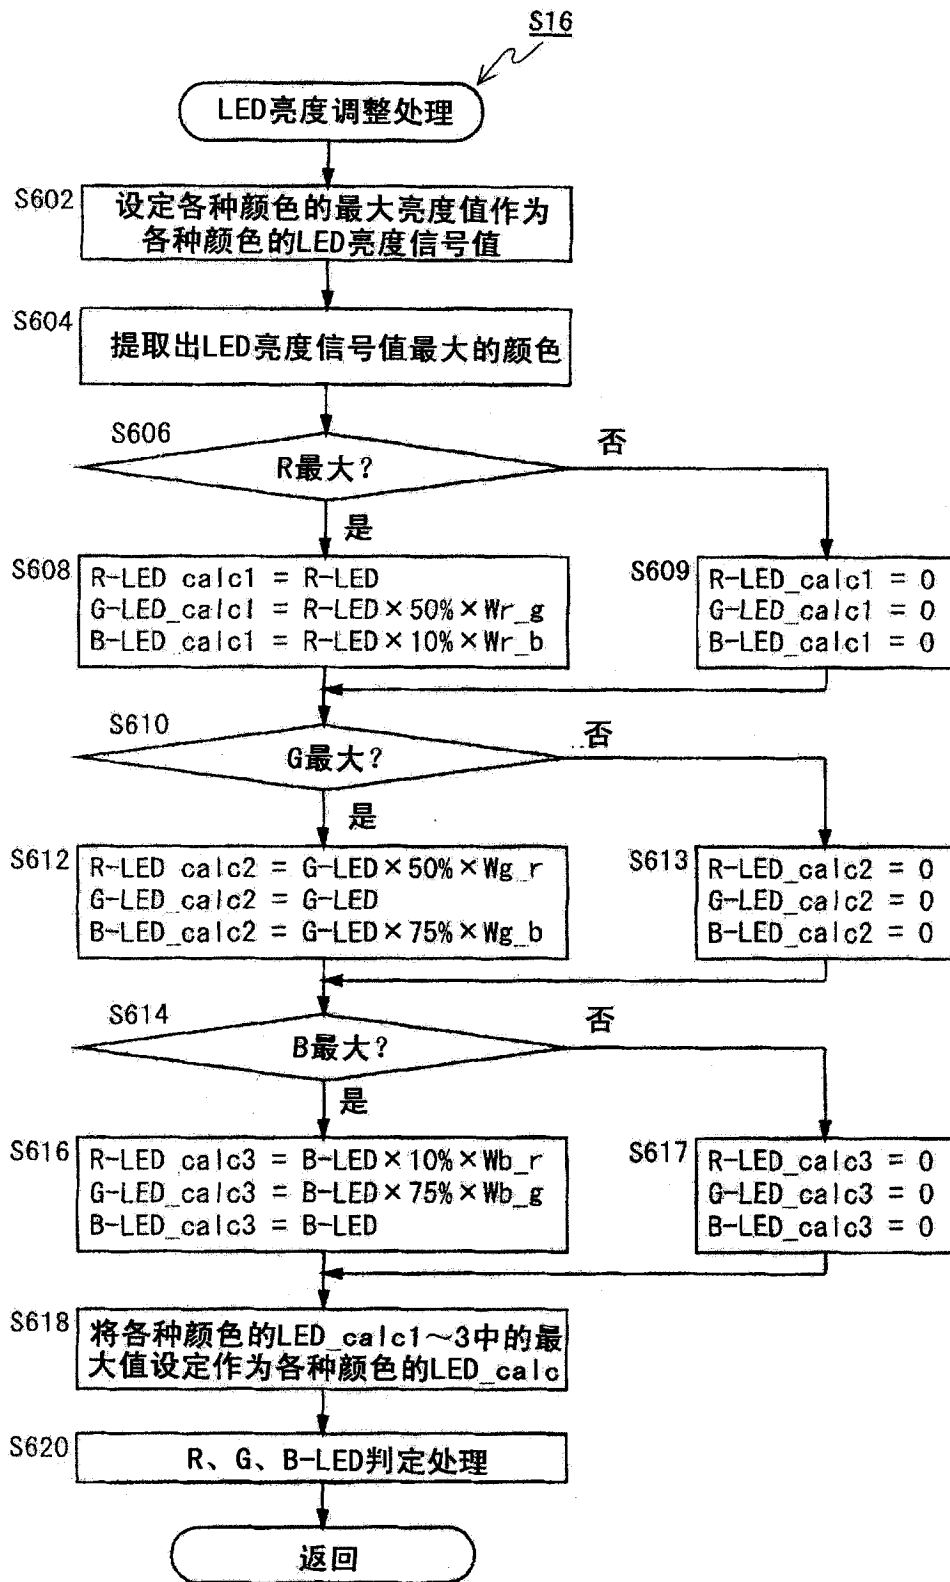 S16
LED亮度调整处理
S602
设定各种颜色的最大亮度值作为
各种颜色的LED亮度信号值
S604
提取出LED亮度信号值最大的颜色
S606
R最大？
否
是
S608
R-LED calc1 = R-LED
G-LED_calc1 = R-LED×50%×Wr_g
B-LED_calc1 = R-LED×10%×Wr_b
S609
R-LED_calc1 = 0
G-LED_calc1 = 0
B-LED_calc1 = 0
S610
G最大？
否
是
S612
R-LED calc2 = G-LED×50%×Wg_r
G-LED_calc2 = G-LED
B-LED_calc2 = G-LED×75%×Wg_b
S613
R-LED_calc2 = 0
G-LED_calc2 = 0
B-LED_calc2 = 0
S614
B最大？
否
是
S616
R-LED_calc3 = B-LED×10%×Wb_r
G-LED_calc3 = B-LED×75%×Wb_g
B-LED_calc3 = B-LED
S617
R-LED_calc3 = 0
G-LED_calc3 = 0
B-LED_calc3 = 0
S618
将各种颜色的LED_calc1～3中的最
大值设定作为各种颜色的LED_calc
S620
R、G、B-LED判定处理
返回